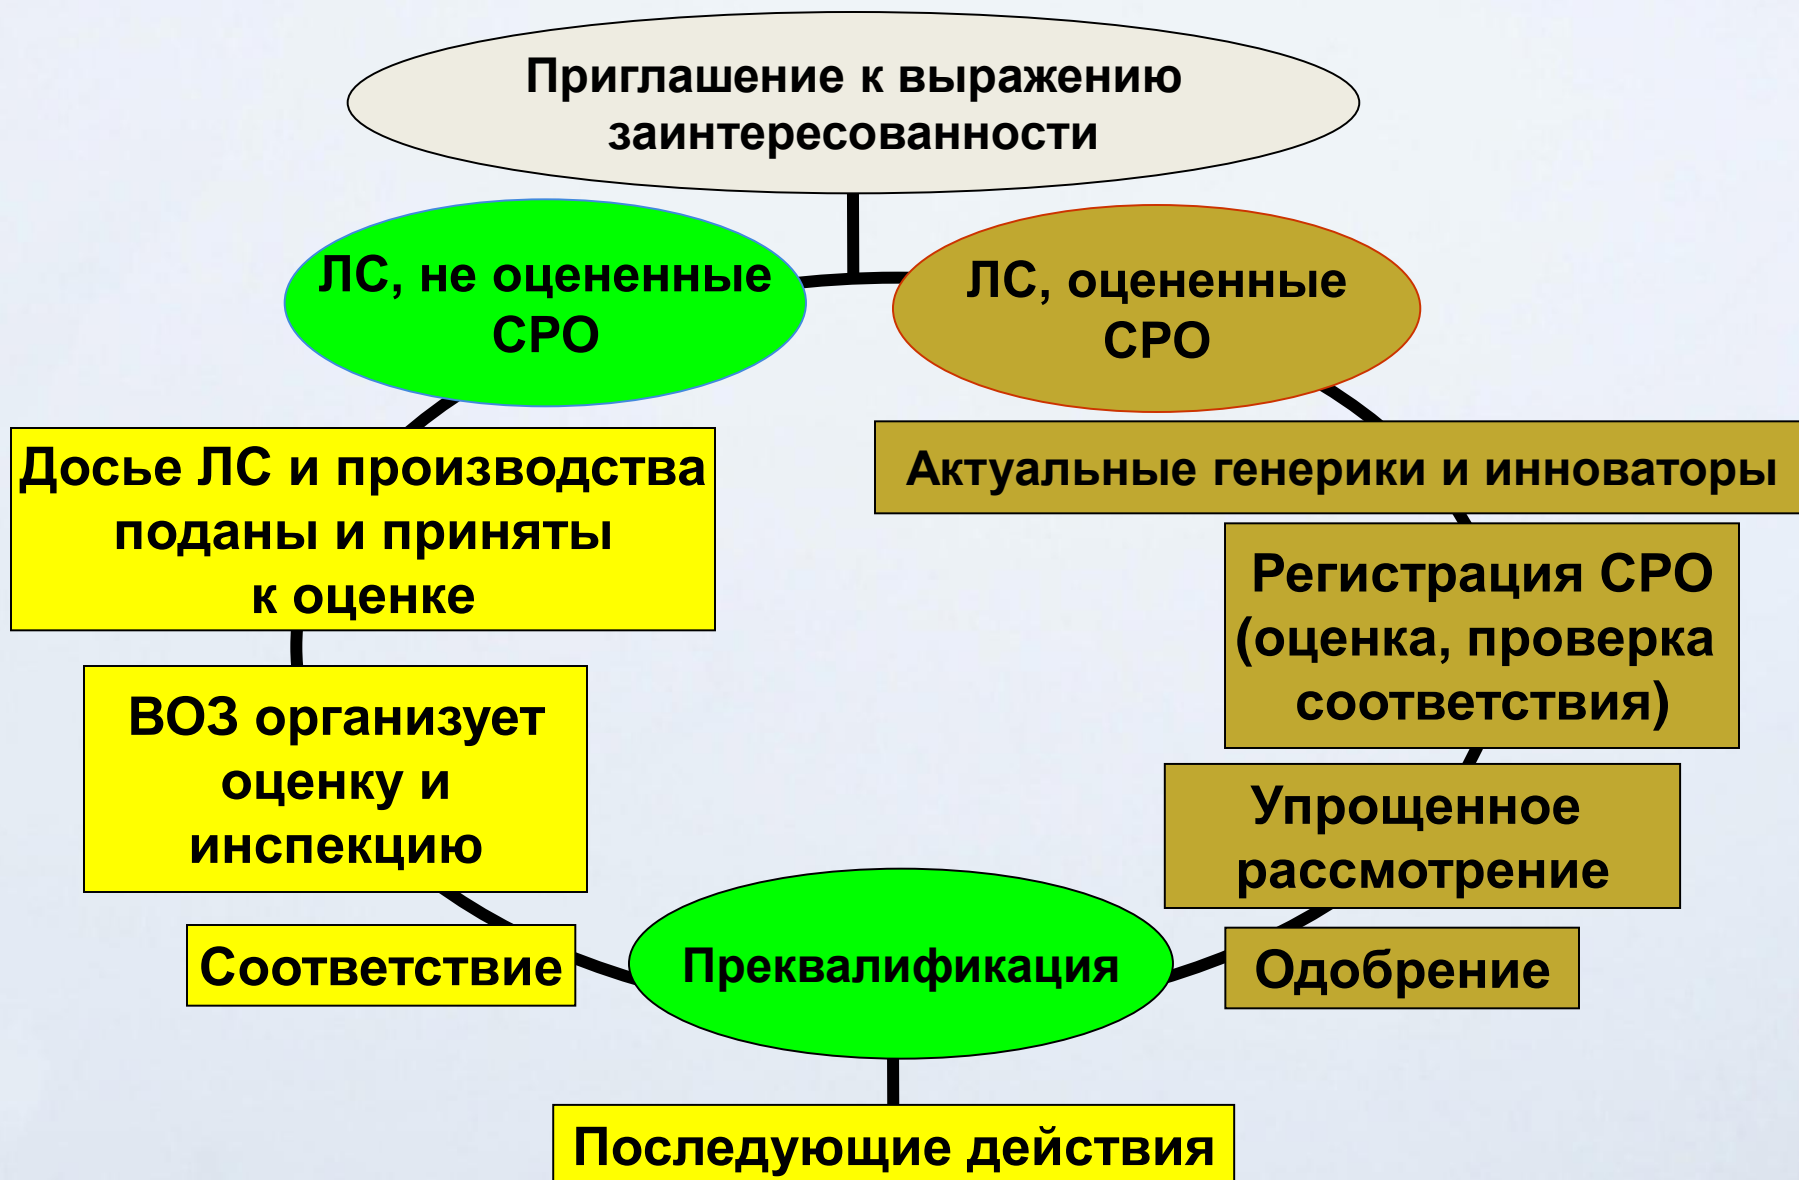 Приглашение к выражению
заинтересованности
ЛС, не оцененные
СРО
ЛС, оцененные
СРО
Досье ЛС и производства
поданы и приняты
к оценке
Актуальные генерики и инноваторы
Регистрация СРО
(оценка, проверка
соответствия)
ВОЗ организует
оценку и
инспекцию
Упрощенное
рассмотрение
Соответствие
Преквалификация
Одобрение
Последующие действия